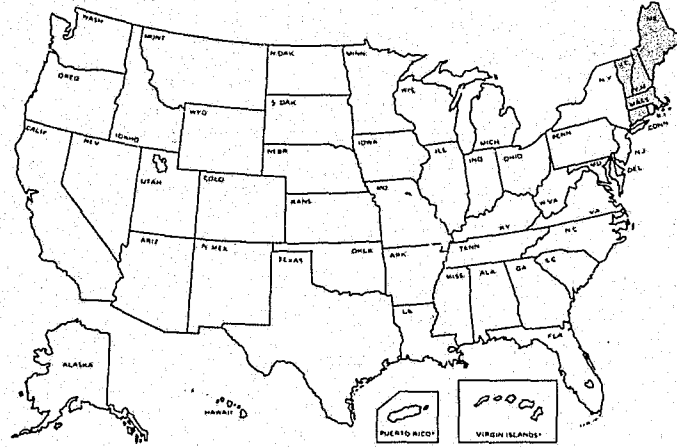 WASH
MONT
N DAK
MINN
ME
VT
N.H
OREG
IDAHO
WYO
S DAK
WIS
MICH
N.Y
MASS
R.I.
CONN
CALIF
NEV
UTAH
COLO
NEBR
IOWA
ILL
IND
OHIO
PENN
N.J.
MD
DEL
KANS
MO
KY
W VA
VA
ARIZ
N MEX
TEXAS
OKLA
ARK
TENN
NC
SC
MISS
ALA
GA
LA
FLA
ALASKA
HAWAII
PUERTO RICO*
VIRGIN ISLANDS*